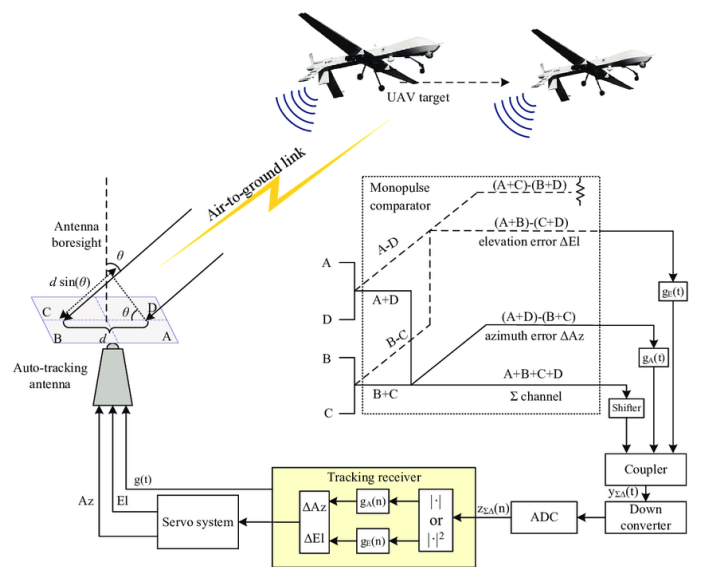 UAV target
Air-to-ground link
Antenna
boresight
θ
d sin(θ)
θ
C
D
B
d
A
Auto-tracking
antenna
Monopulse
comparator
(A+C)-(B+D)
A-D
(A+B)-(C+D)
elevation error ΔEl
A
A+D
D
gE(t)
B-C
(A+D)-(B+C)
azimuth error ΔAz
B
gA(t)
A+B+C+D
B+C
Σ channel
C
Shifter
Coupler
yΣΔ(t)
Down
converter
ADC
zΣΔ(n)
Tracking receiver
|·|
or
|·|²
gA(n)
gE(n)
ΔAz
ΔEl
Servo system
g(t)
Az
El